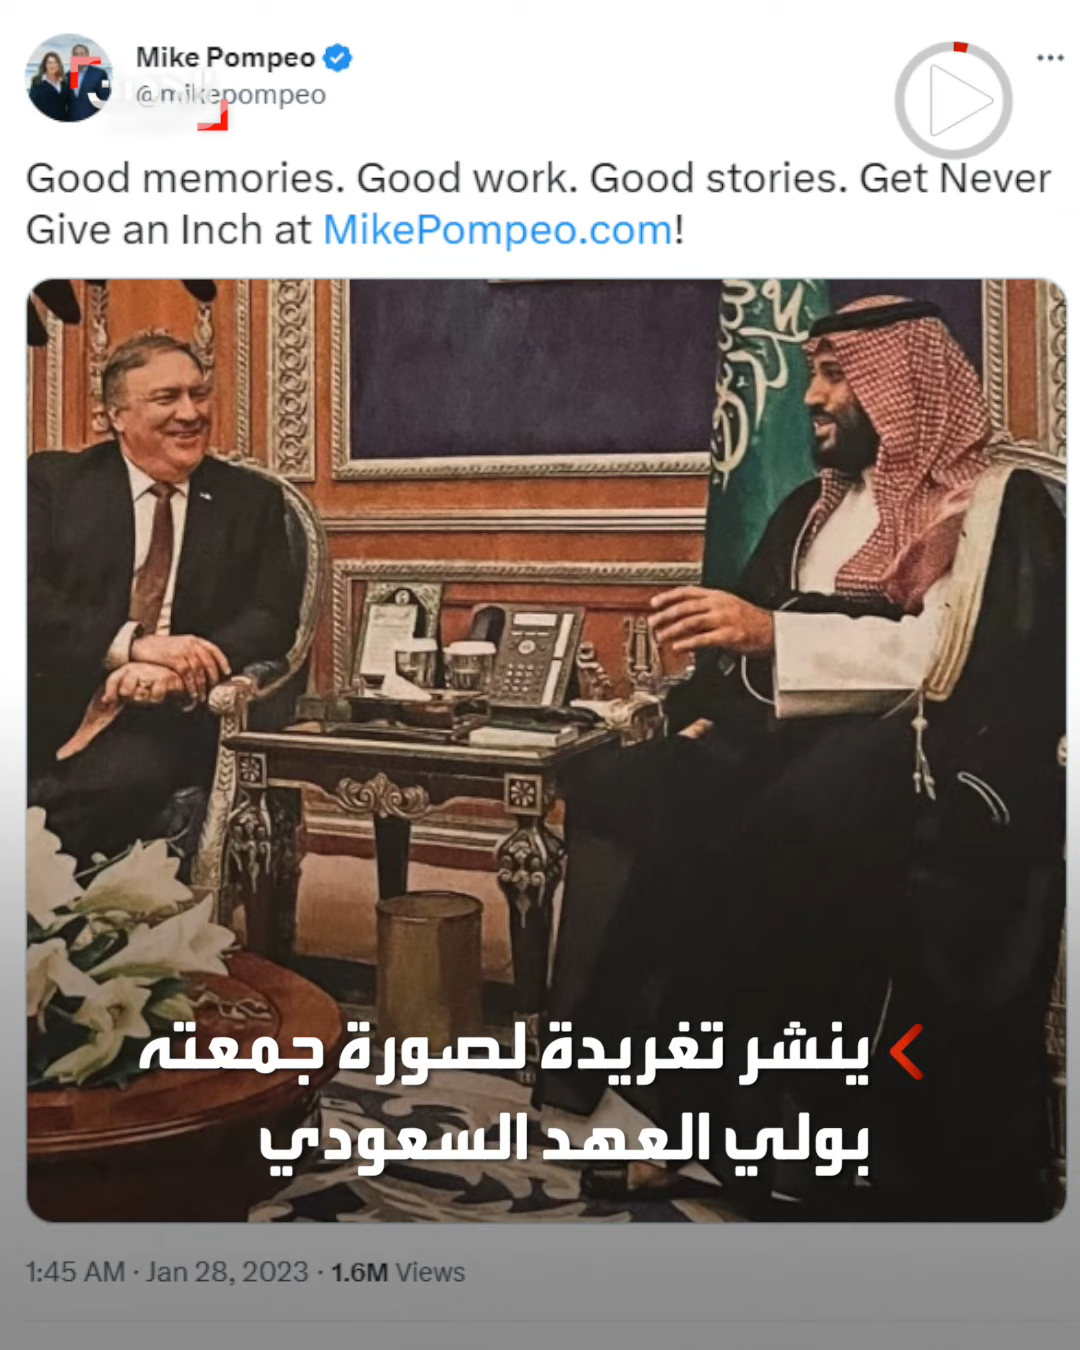 Mike Pompeo
@mikepompeo
Good memories. Good work. Good stories. Get Never
Give an Inch at MikePompeo.com!
ينشر تغريدة لصورة جمعته
بولي العهد السعودي
1:45 AM · Jan 28, 2023 · 1.6M Views